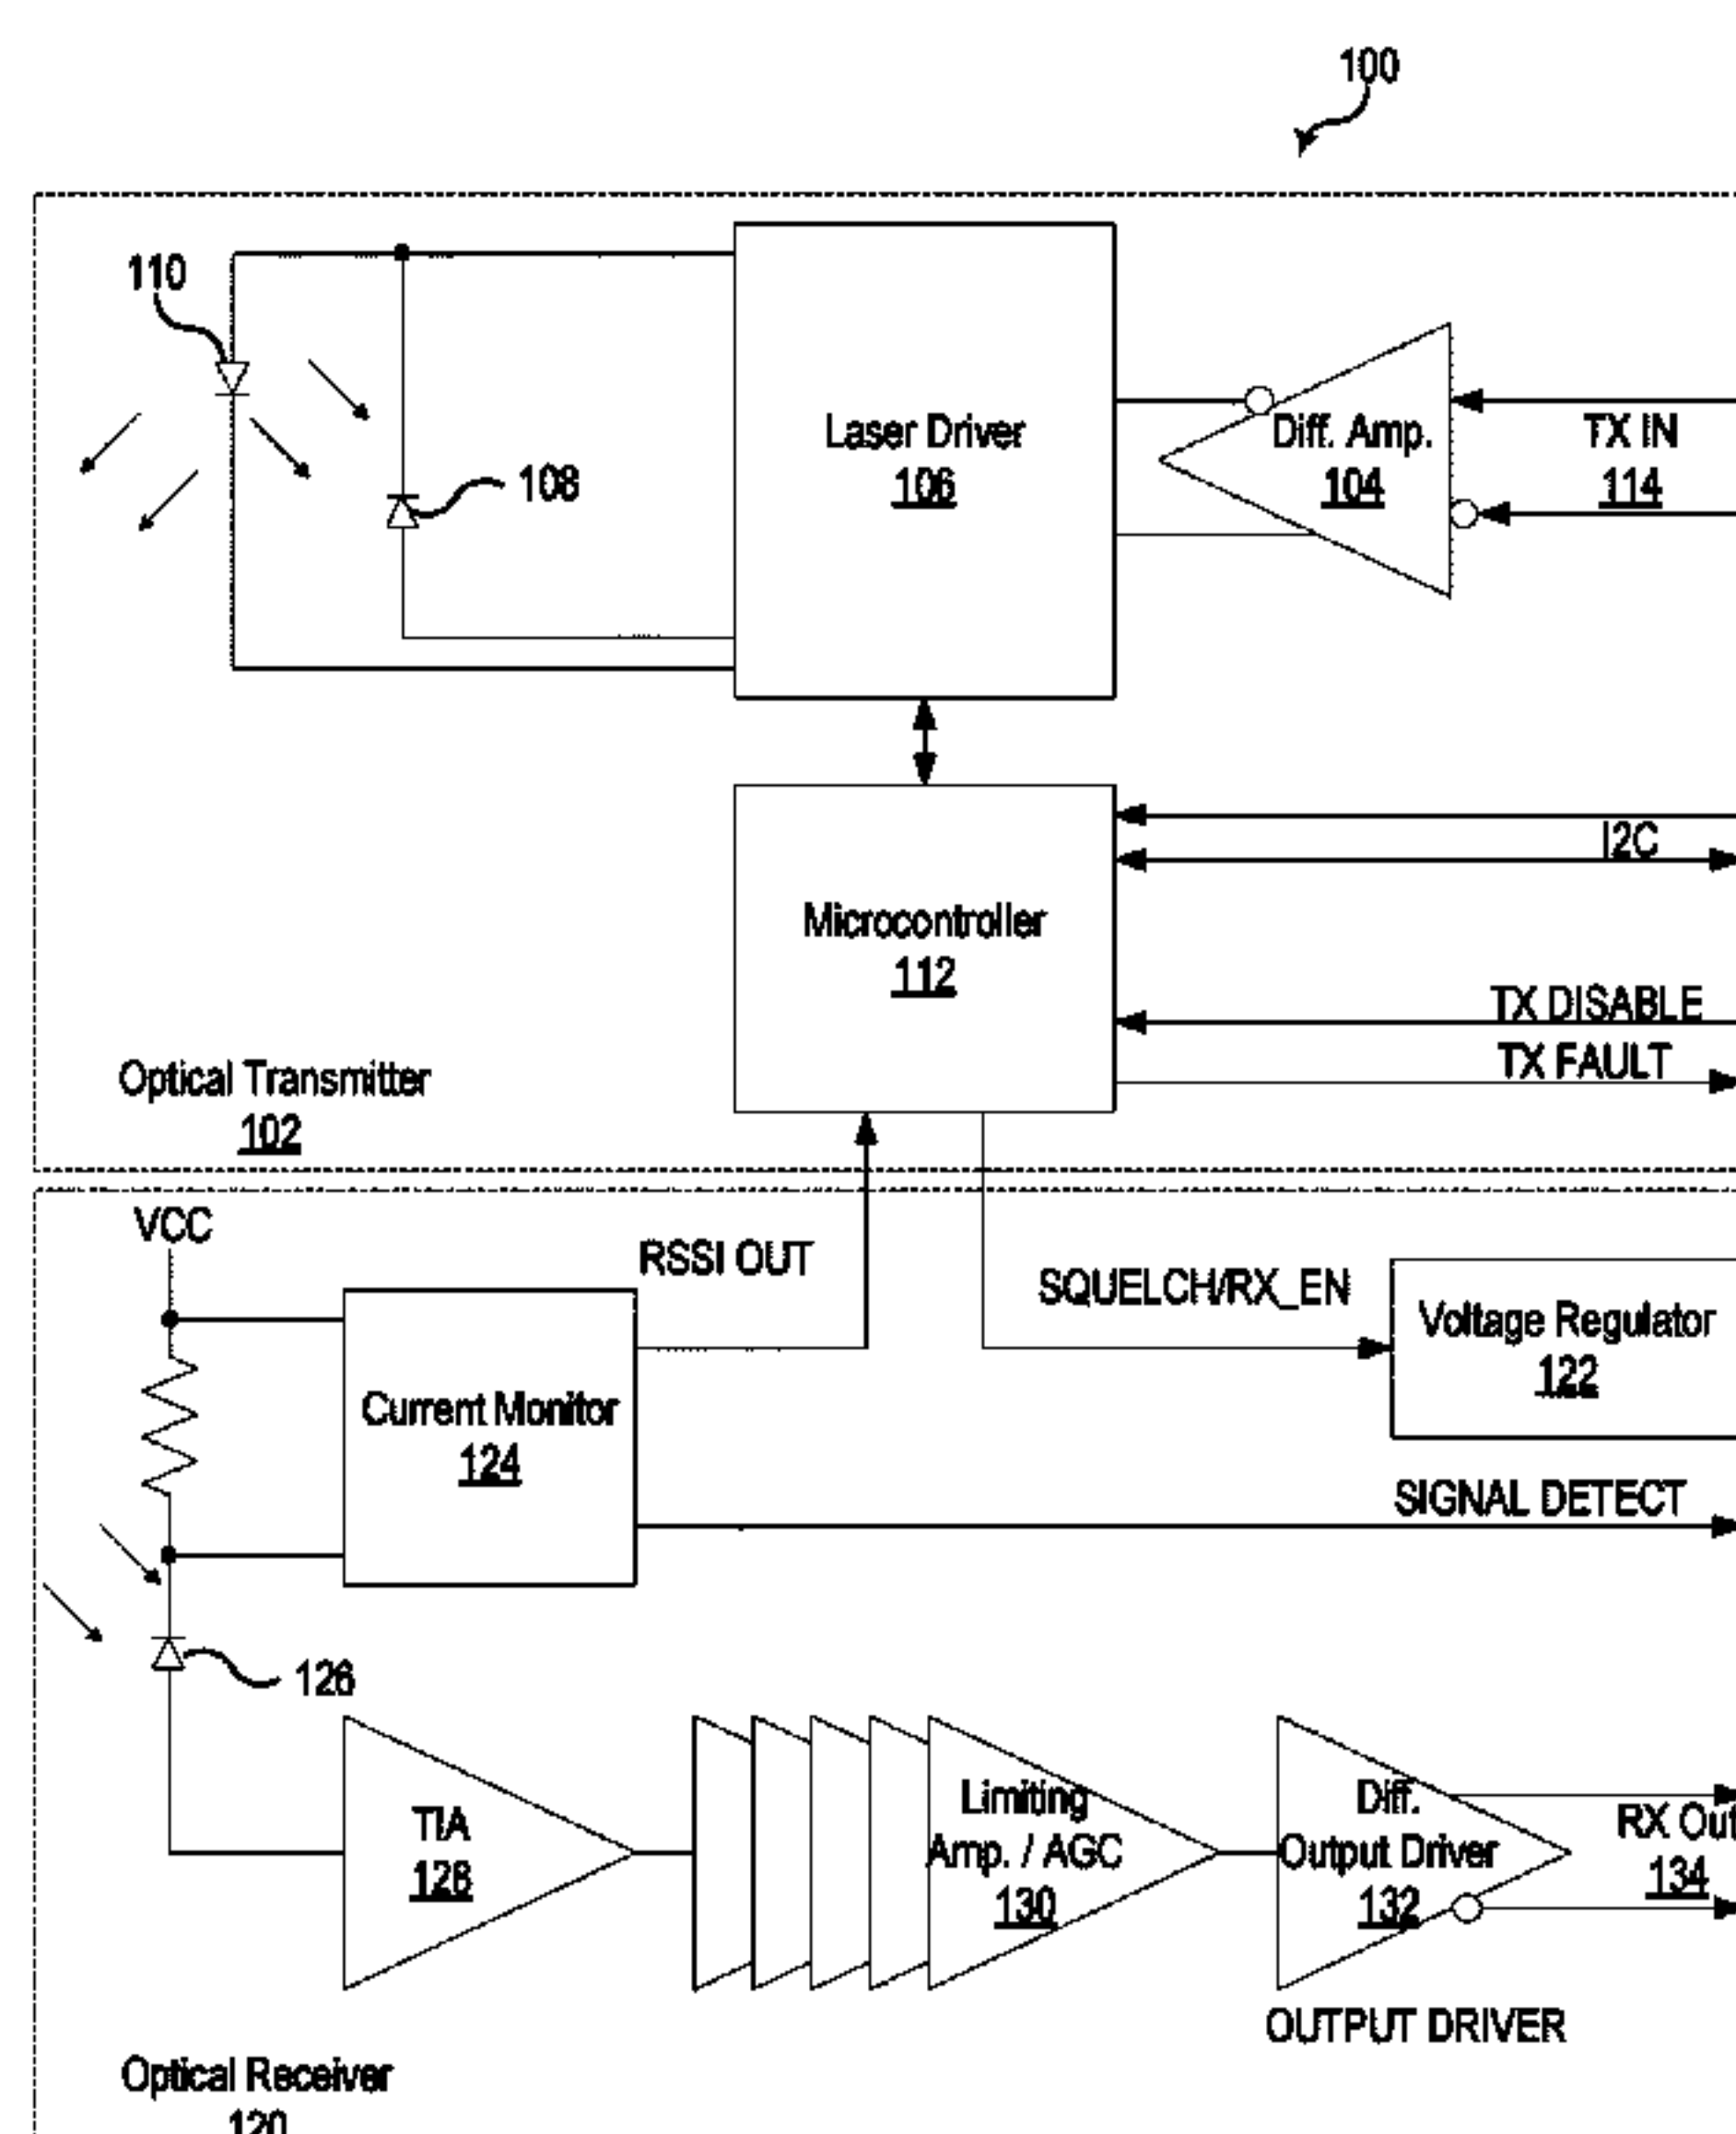 100
110
108
Laser Driver
106
Diff. Amp.
104
TX IN
114
I2C
Microcontroller
112
TX DISABLE
TX FAULT
Optical Transmitter
102
VCC
RSSI OUT
SQUELCH/RX_EN
Voltage Regulator
122
Current Monitor
124
SIGNAL DETECT
126
TIA
128
Limiting
Amp. / AGC
130
Diff.
Output Driver
132
RX Out
134
OUTPUT DRIVER
Optical Receiver
120